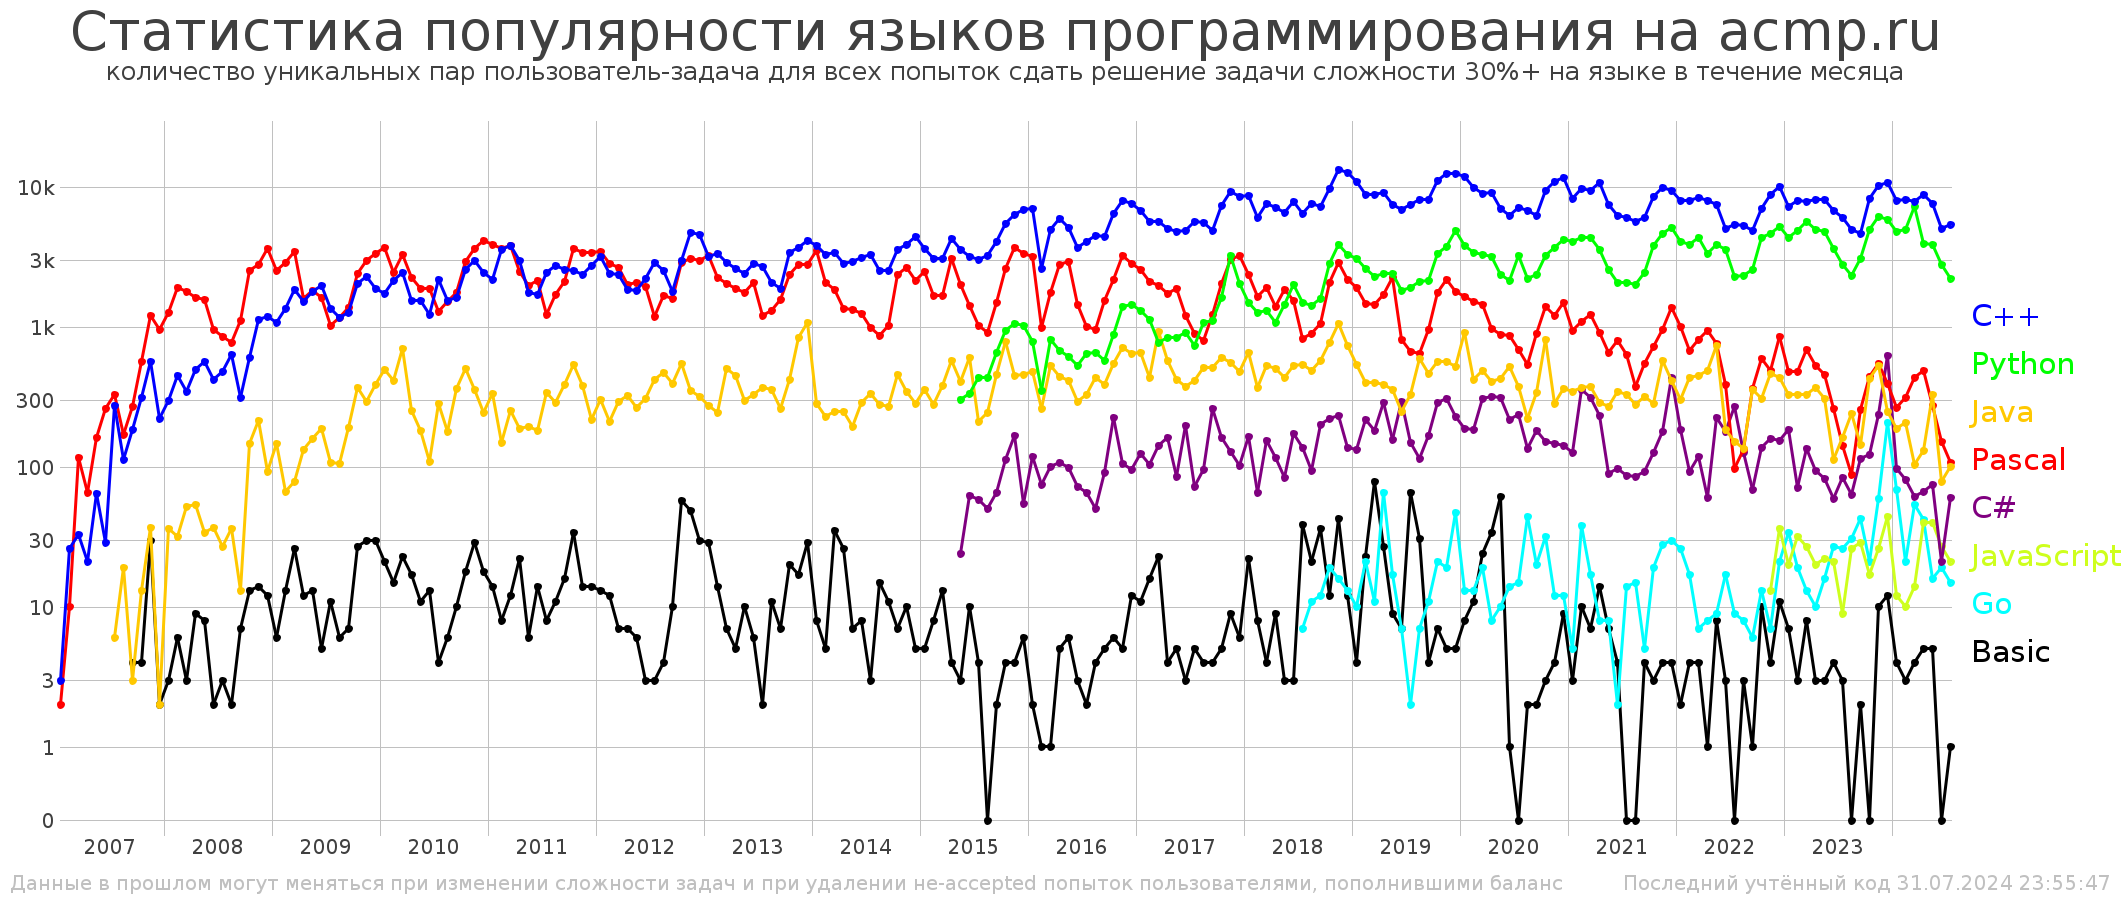 Статистика популярности языков программирования на acmp.ru
количество уникальных пар пользователь-задача для всех попыток сдать решение задачи сложности 30%+ на языке в течение месяца
10k
3k
1k
300
100
30
10
3
1
0
C++
Python
Java
Pascal
C#
JavaScript
Go
Basic
2007 2008 2009 2010 2011 2012 2013 2014 2015 2016 2017 2018 2019 2020 2021 2022 2023
Данные в прошлом могут меняться при изменении сложности задач и при удалении не-accepted попыток пользователями, пополнившими баланс Последний учтённый код 31.07.2024 23:55:47